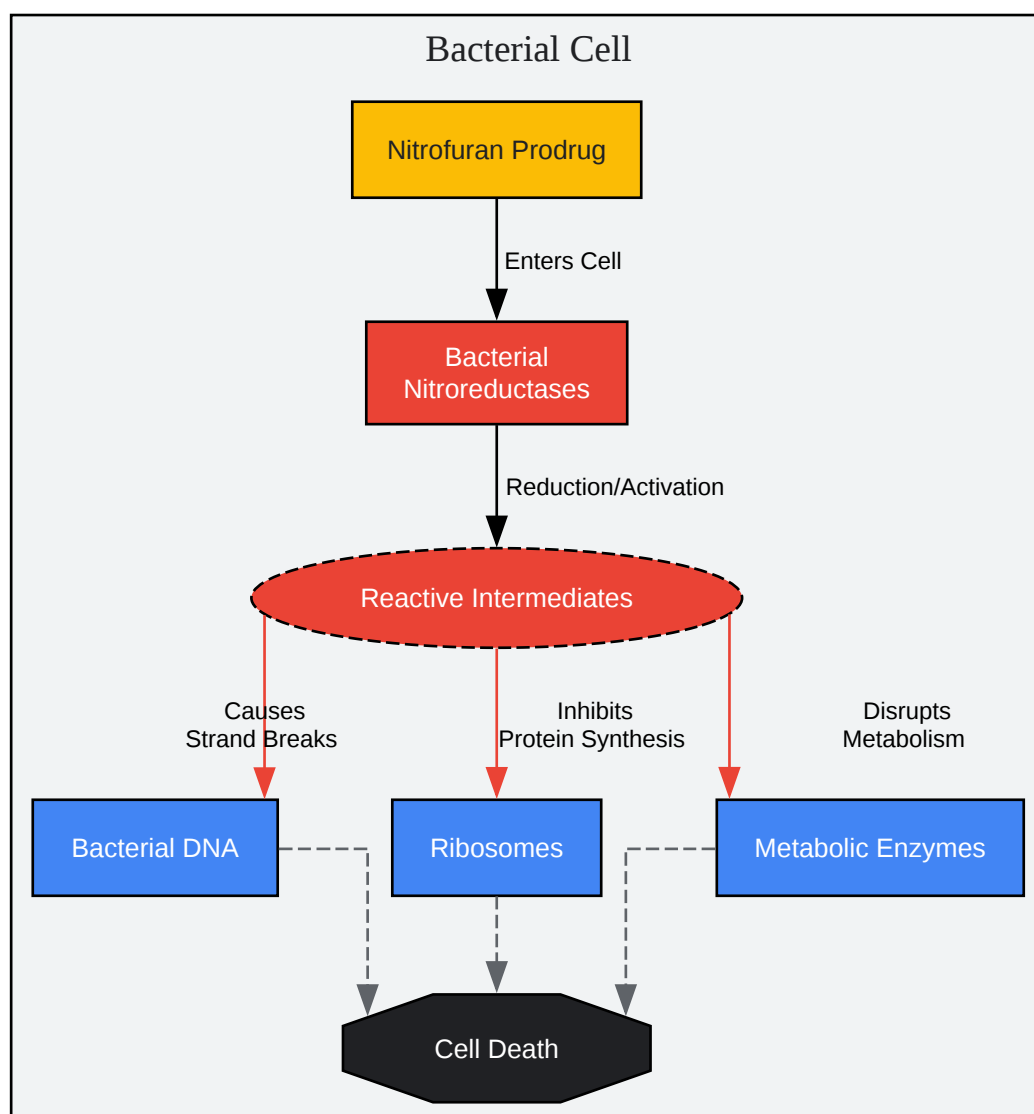 Bacterial Cell
Nitrofuran Prodrug
Enters Cell
Bacterial
Nitroreductases
Reduction/Activation
Reactive Intermediates
Causes
Strand Breaks
Inhibits
Protein Synthesis
Disrupts
Metabolism
Bacterial DNA
Ribosomes
Metabolic Enzymes
Cell Death